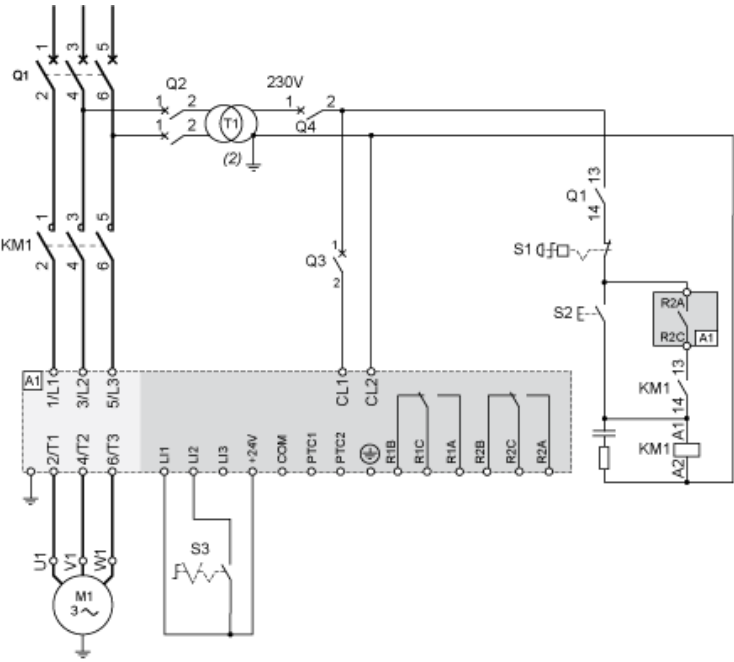 1 3 5
Q1
2 4 6
Q2
1 2
1 2
T1
(2)
230V
1 2
Q4
13
Q1
14
S1
S2
R2A
R2C
A1
13
KM1
14
A1
KM1
A2
1 3 5
KM1
2 4 6
1
Q3
2
A1
1/L1 3/L2 5/L3 CL1 CL2
2/T1 4/T2 6/T3 LI1 LI2 LI3 +24V COM PTC1 PTC2 R1B R1C R1A R2B R2C R2A
S3
U1 V1 W1
M1
3